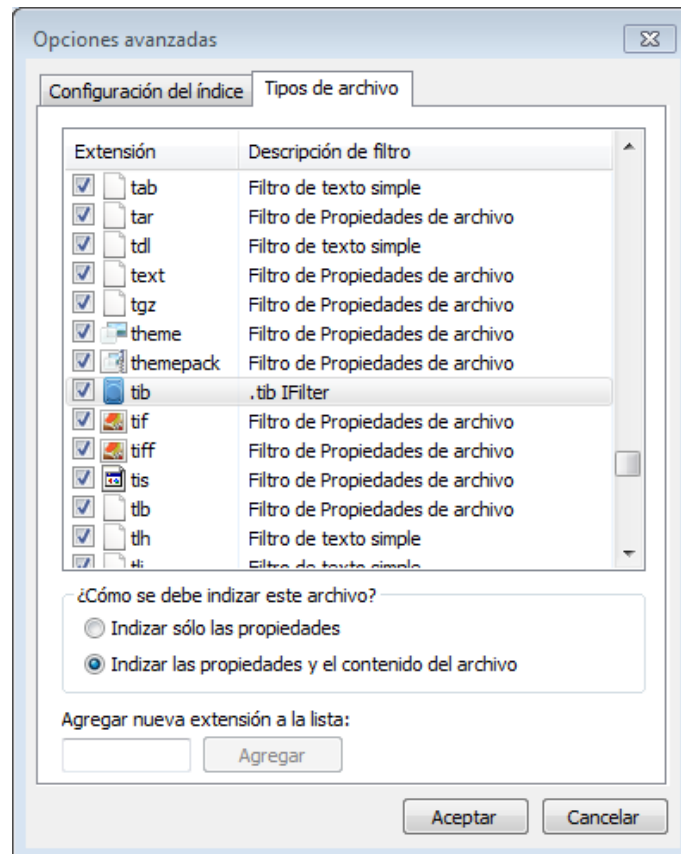 Opciones avanzadas
Configuración del índice Tipos de archivo
Extensión Descripción de filtro
tab Filtro de texto simple
tar Filtro de Propiedades de archivo
tdl Filtro de texto simple
text Filtro de Propiedades de archivo
tgz Filtro de Propiedades de archivo
theme Filtro de Propiedades de archivo
themepack Filtro de Propiedades de archivo
tib .tib IFilter
tif Filtro de Propiedades de archivo
tiff Filtro de Propiedades de archivo
tis Filtro de Propiedades de archivo
tlb Filtro de Propiedades de archivo
tlh Filtro de texto simple
tli Filtro de texto simple
¿Cómo se debe indizar este archivo?
Indizar sólo las propiedades
Indizar las propiedades y el contenido del archivo
Agregar nueva extensión a la lista:
Agregar
Aceptar Cancelar